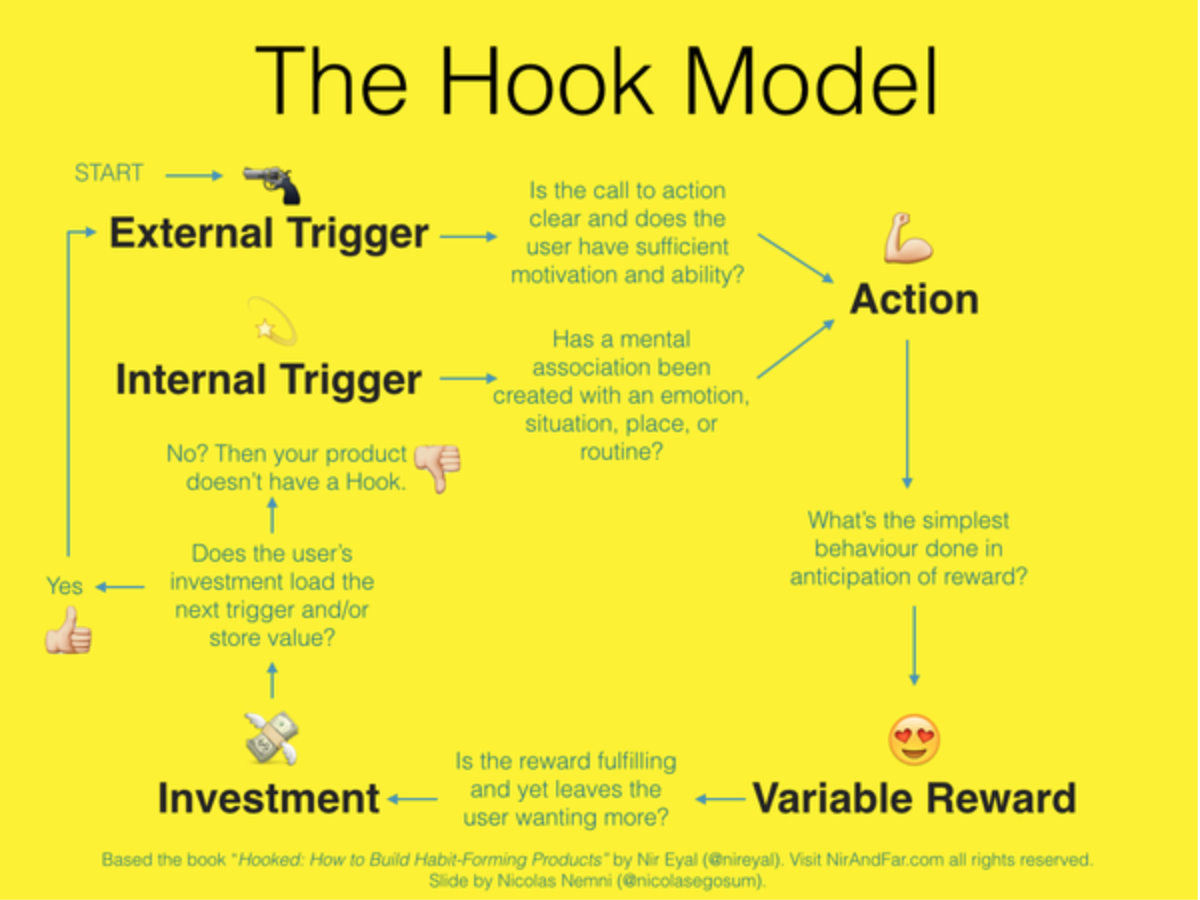 The Hook Model
START
External Trigger
Is the call to action
clear and does the
user have sufficient
motivation and ability?
Action
Internal Trigger
Has a mental
association been
created with an emotion,
situation, place, or
routine?
No? Then your product
doesn't have a Hook.
Does the user's
investment load the
next trigger and/or
store value?
Yes
What's the simplest
behaviour done in
anticipation of reward?
Investment
Is the reward fulfilling
and yet leaves the
user wanting more?
Variable Reward
Based the book "Hooked: How to Build Habit-Forming Products" by Nir Eyal (@nireyal). Visit NirAndFar.com all rights reserved.
Slide by Nicolas Nemni (@nicolasegosum).